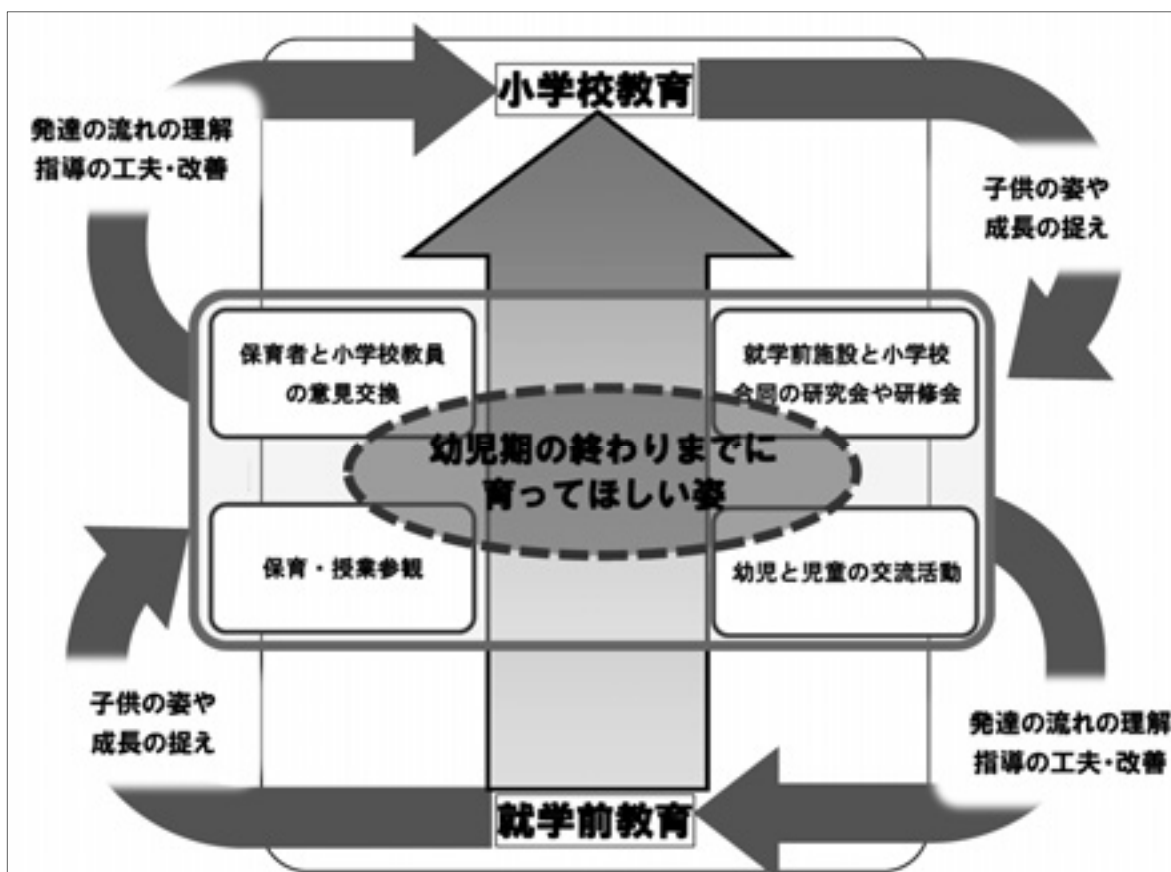 小学校教育
発達の流れの理解
指導の工夫・改善
子供の姿や
成長の捉え
保育者と小学校教員
の意見交換
就学前施設と小学校
合同の研究会や研修会
幼児期の終わりまでに
育ってほしい姿
保育・授業参観
幼児と児童の交流活動
子供の姿や
成長の捉え
発達の流れの理解
指導の工夫・改善
就学前教育